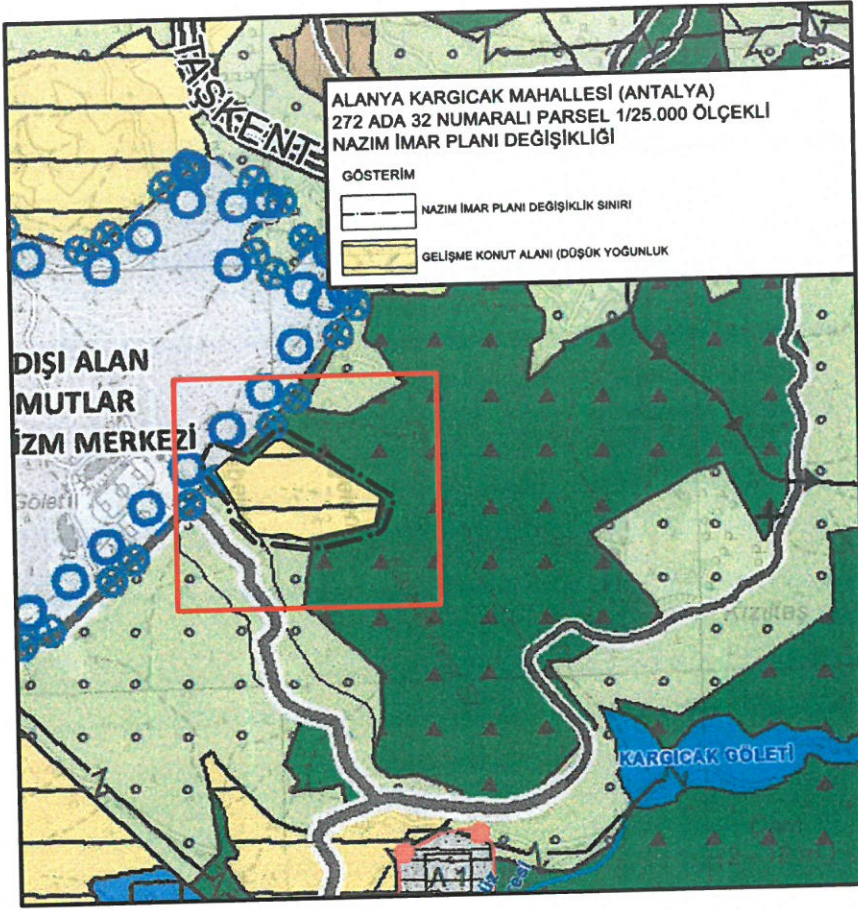 TAŞKENT
ALANYA KARGICAK MAHALLESİ (ANTALYA)
272 ADA 32 NUMARALI PARSEL 1/25.000 ÖLÇEKLİ
NAZIM İMAR PLANI DEĞİŞİKLİĞİ
GÖSTERİM
NAZIM İMAR PLANI DEĞİŞİKLİK SINIRI
GELİŞME KONUT ALANI (DÜŞÜK YOĞUNLUK
DIŞI ALAN
MUTLAR
İZM MERKEZİ
Göleti
Kızıltaş
KARGICAK GÖLETİ
A1